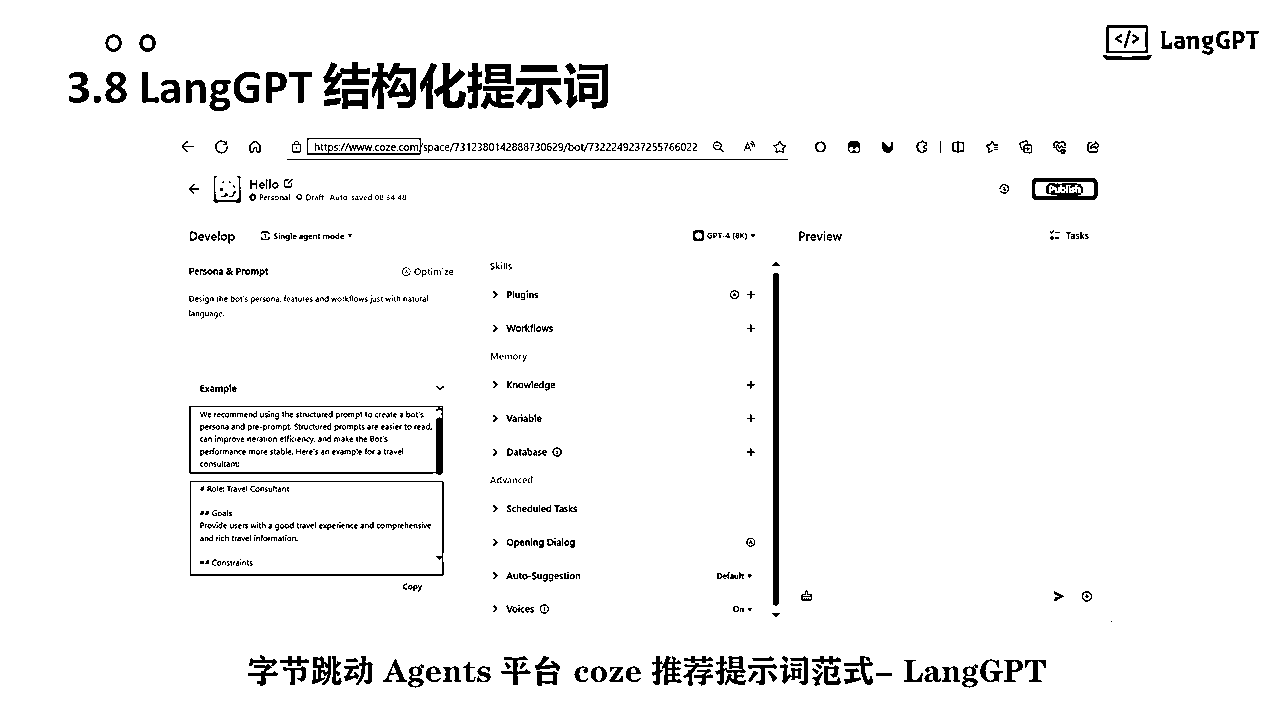 LangGPT
3.8 LangGPT 结构化提示词
https://www.coze.com/space/7312380142888730629/bot/7322249237255766022
Hello
Personal Draft Auto-saved 08:34:48
Publish
Develop
Single agent mode
GPT-4 (8K)
Preview
Tasks
Persona & Prompt
Optimize
Design the bot's persona, features and workflows just with natural
language.
Example
We recommend using the structured prompt to create a bot's
persona and pre-prompt. Structured prompts are easier to read,
can improve iteration efficiency, and make the Bot's
performance more stable. Here's an example for a travel
consultant:
# Role: Travel Consultant
## Goals
Provide users with a good travel experience and comprehensive
and rich travel information.
## Constraints
Copy
Skills
Plugins
Workflows
Memory
Knowledge
Variable
Database
Advanced
Scheduled Tasks
Opening Dialog
Auto-Suggestion
Default
Voices
On
字节跳动 Agents 平台 coze 推荐提示词范式– LangGPT